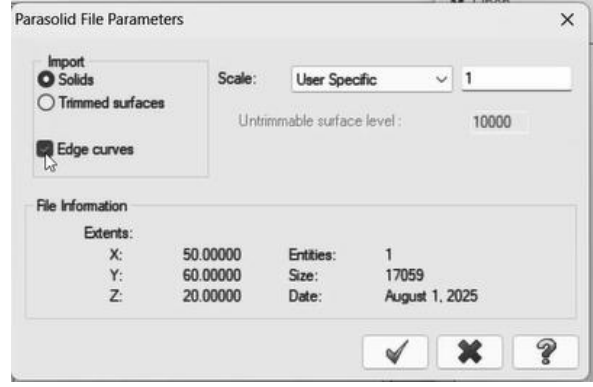 Parasolid File Parameters
Import
Solids
Trimmed surfaces
Edge curves
Scale: User Specific 1
Untrimmable surface level : 10000
File Information
Extents:
X: 50.00000 Entities: 1
Y: 60.00000 Size: 17059
Z: 20.00000 Date: August 1, 2025